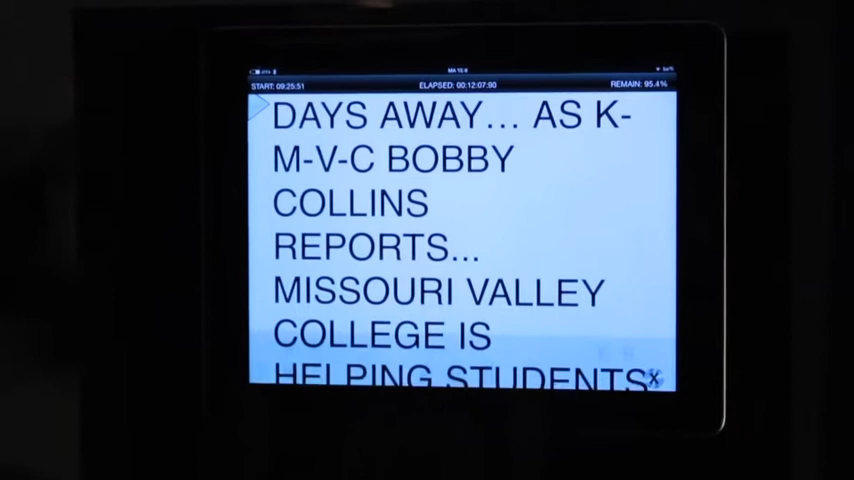 START: 09:25:51 ELAPSED: 00:12:07:90 REMAIN: 95.4%
DAYS AWAY... AS K-
M-V-C BOBBY
COLLINS
REPORTS...
MISSOURI VALLEY
COLLEGE IS
HELPING STUDENTS
X